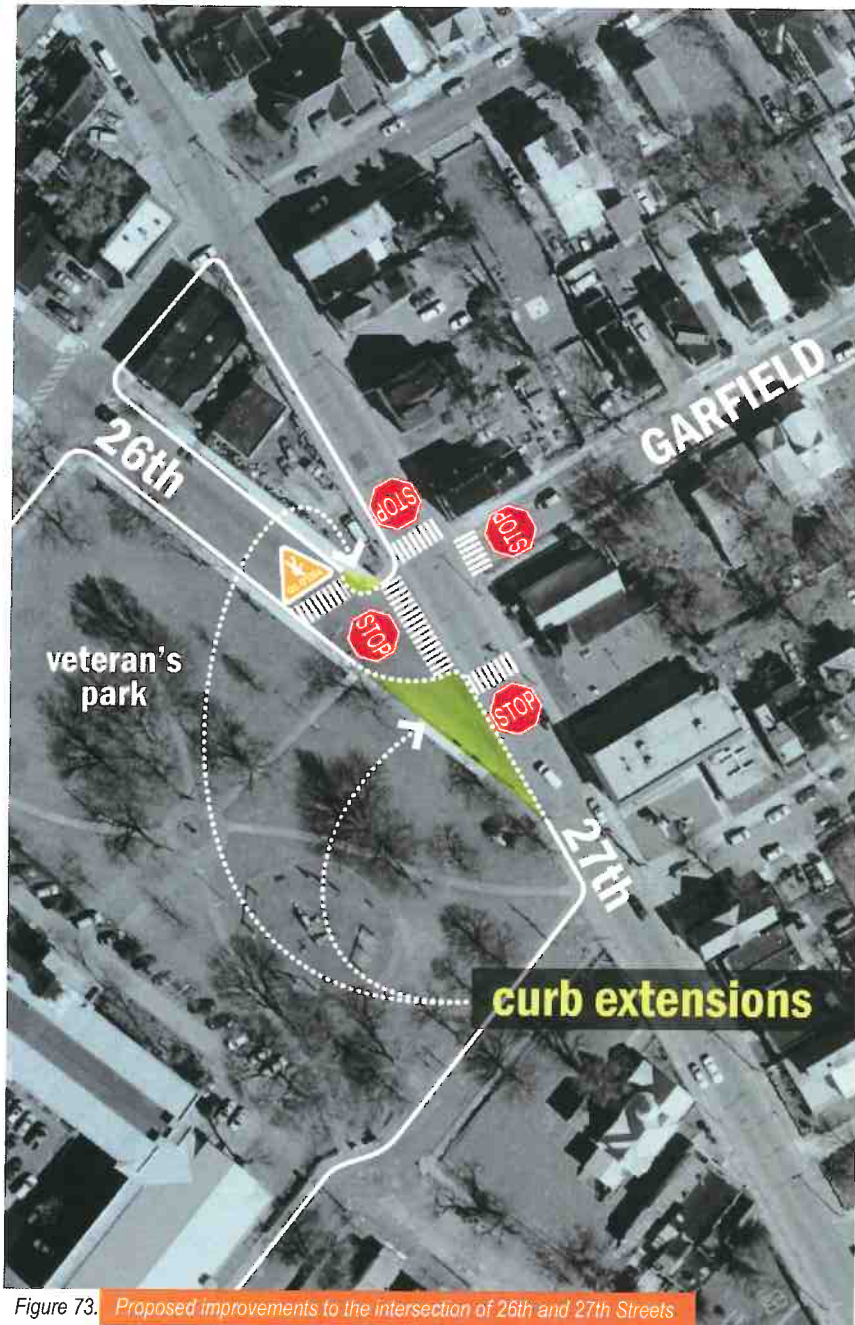 GARFIELD
26th
STOP
STOP
STOP
STOP
veteran's
park
27th
curb extensions
Figure 73. Proposed improvements to the intersection of 26th and 27th Streets